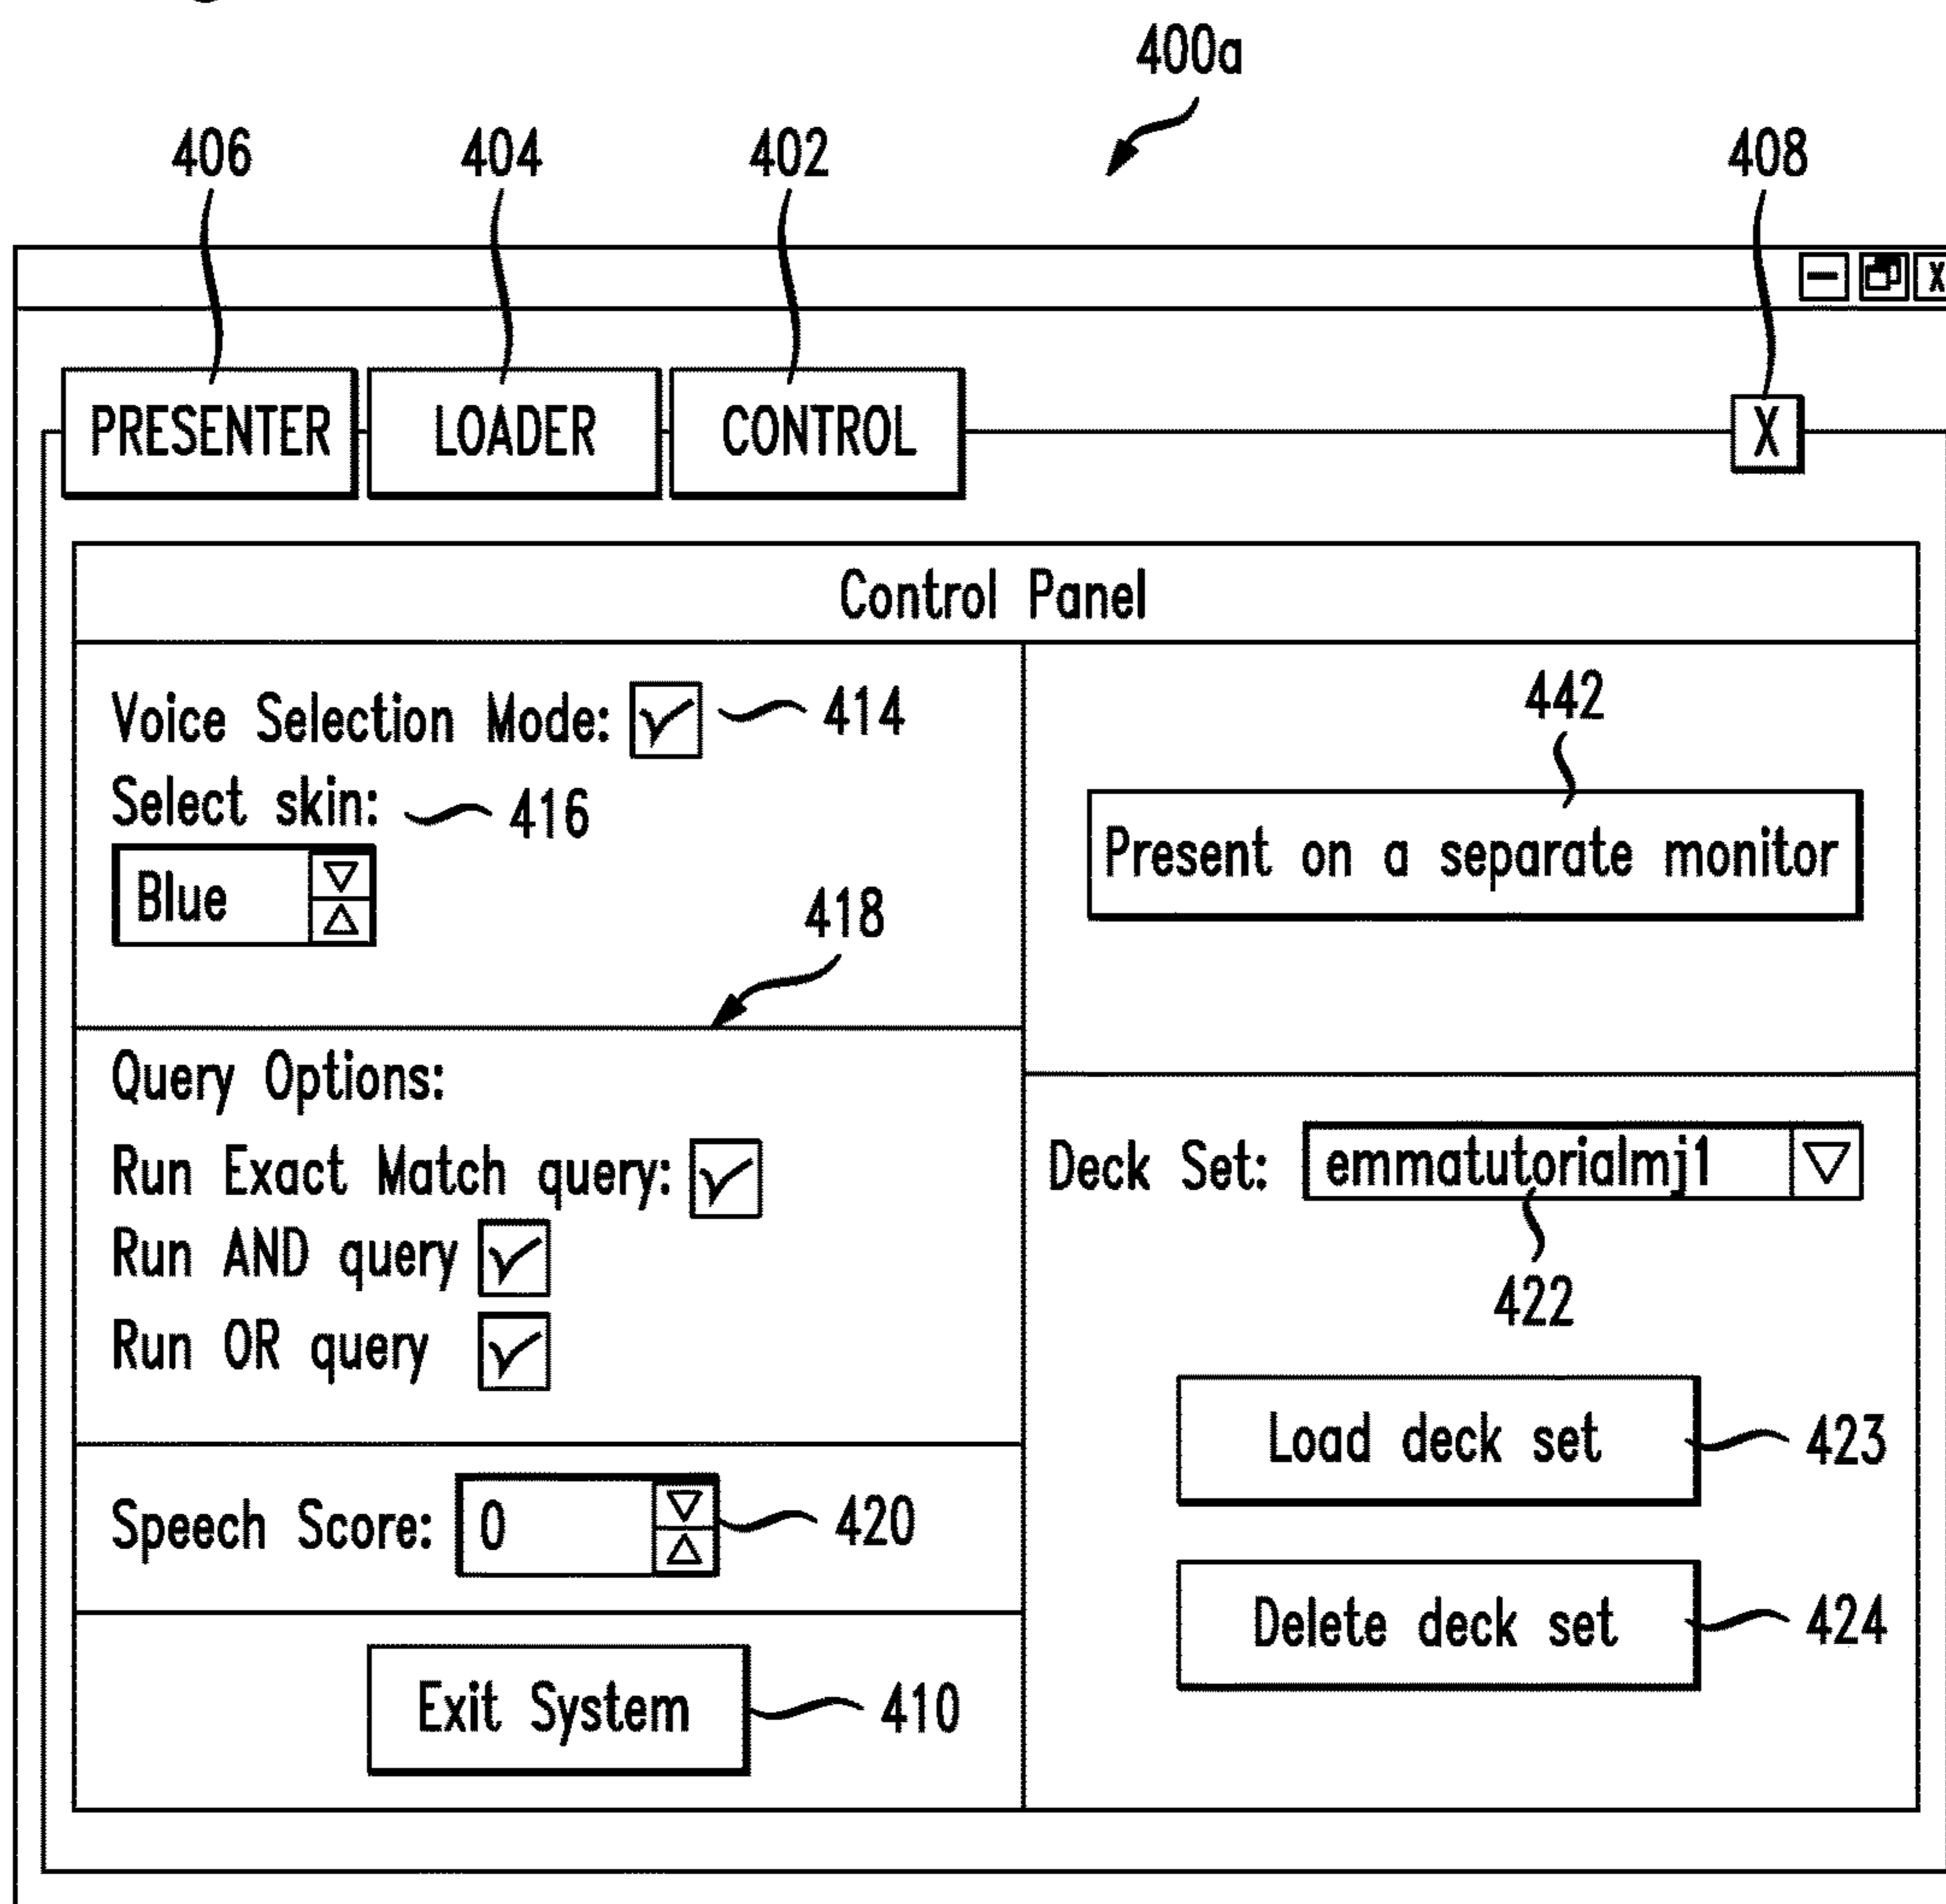 400a
406 404 402 408
X
PRESENTER LOADER CONTROL X
Control Panel
Voice Selection Mode: 414
Select skin: 416
Blue
418
Query Options:
Run Exact Match query:
Run AND query
Run OR query
Speech Score: 0 420
Exit System 410
442
Present on a separate monitor
Deck Set: emmatutorialmj1
422
Load deck set 423
Delete deck set 424